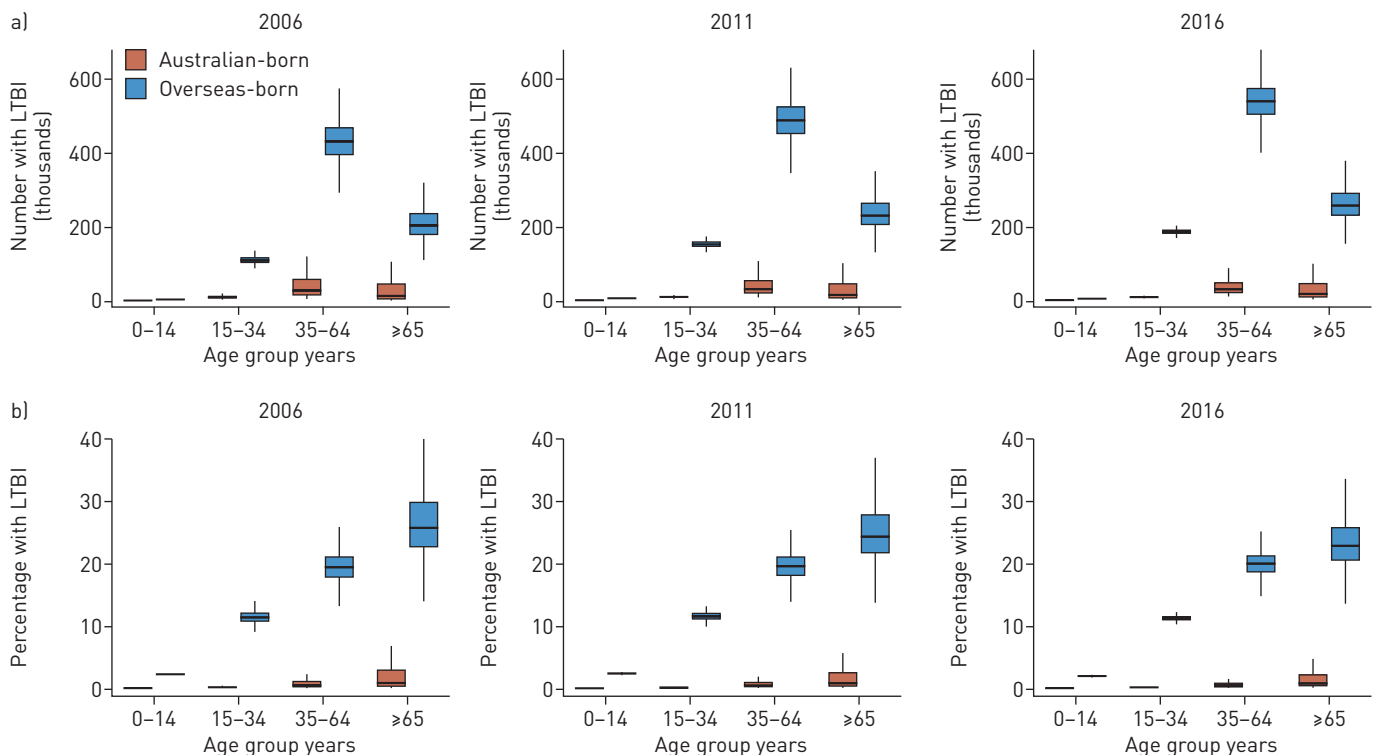 a)
2006
2011
2016
Australian-born
Overseas-born
Number with LTBI
(thousands)
600
400
200
0
0–14 15–34 35–64 ≥65
Age group years
Number with LTBI
(thousands)
600
400
200
0
0–14 15–34 35–64 ≥65
Age group years
Number with LTBI
(thousands)
600
400
200
0
0–14 15–34 35–64 ≥65
Age group years
b)
2006
2011
2016
Percentage with LTBI
40
30
20
10
0
0–14 15–34 35–64 ≥65
Age group years
Percentage with LTBI
40
30
20
10
0
0–14 15–34 35–64 ≥65
Age group years
Percentage with LTBI
40
30
20
10
0
0–14 15–34 35–64 ≥65
Age group years